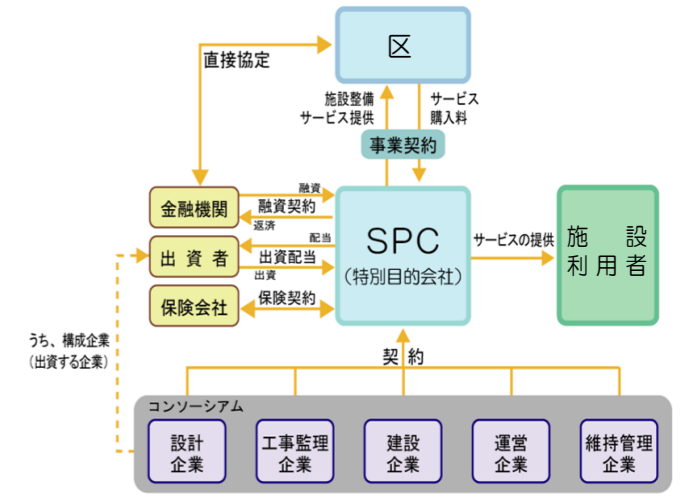 区
直接協定
施設整備
サービス提供
サービス
購入料
事業契約
金融機関
融資
融資契約
返済
SPC
(特別目的会社)
配当
出資者
出資配当
出資
保険会社
保険契約
サービスの提供
施設
利用者
うち、構成企業
(出資する企業)
契約
コンソーシアム
設計
企業
工事監理
企業
建設
企業
運営
企業
維持管理
企業